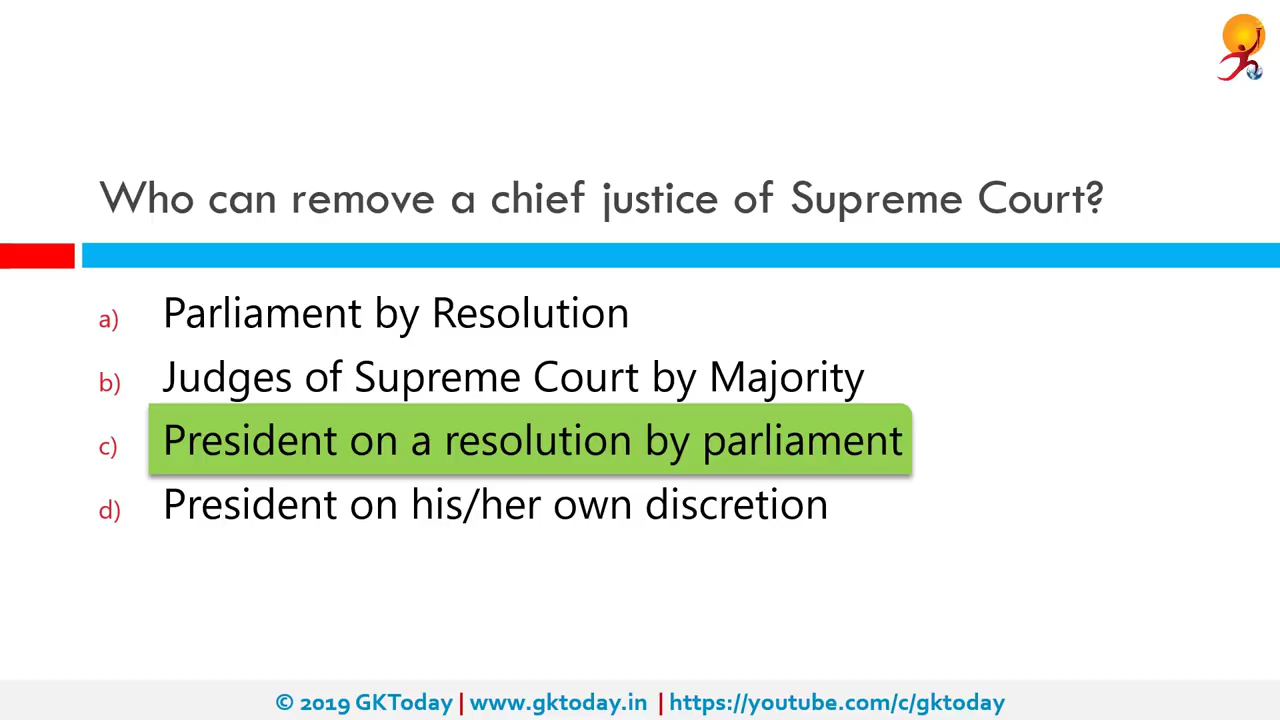 Who can remove a chief justice of Supreme Court?
a) Parliament by Resolution
b) Judges of Supreme Court by Majority
c) President on a resolution by parliament
d) President on his/her own discretion
© 2019 GKToday | www.gktoday.in | https://youtube.com/c/gktoday